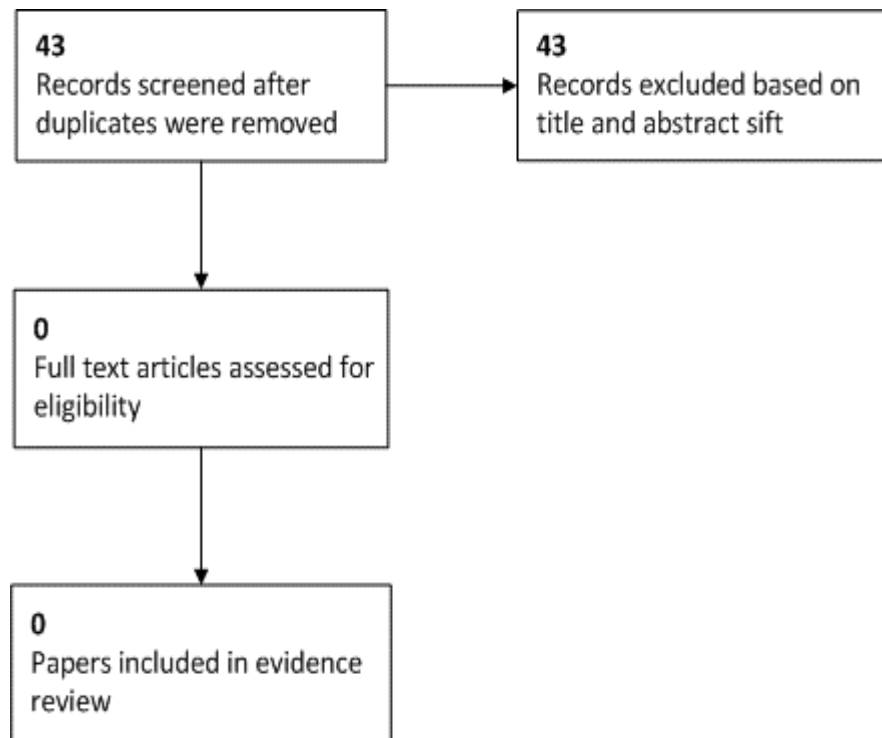 43
Records screened after
duplicates were removed
43
Records excluded based on
title and abstract sift
0
Full text articles assessed for
eligibility
0
Papers included in evidence
review